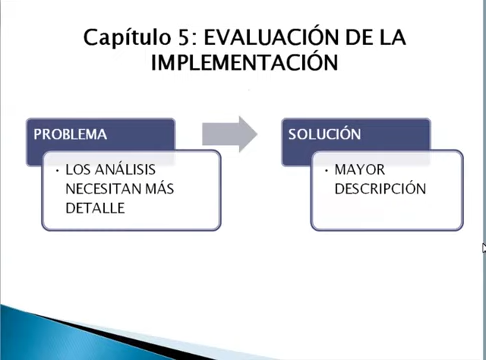 Capítulo 5: EVALUACIÓN DE LA
IMPLEMENTACIÓN
PROBLEMA
• LOS ANÁLISIS
NECESITAN MÁS
DETALLE
SOLUCIÓN
• MAYOR
DESCRIPCIÓN